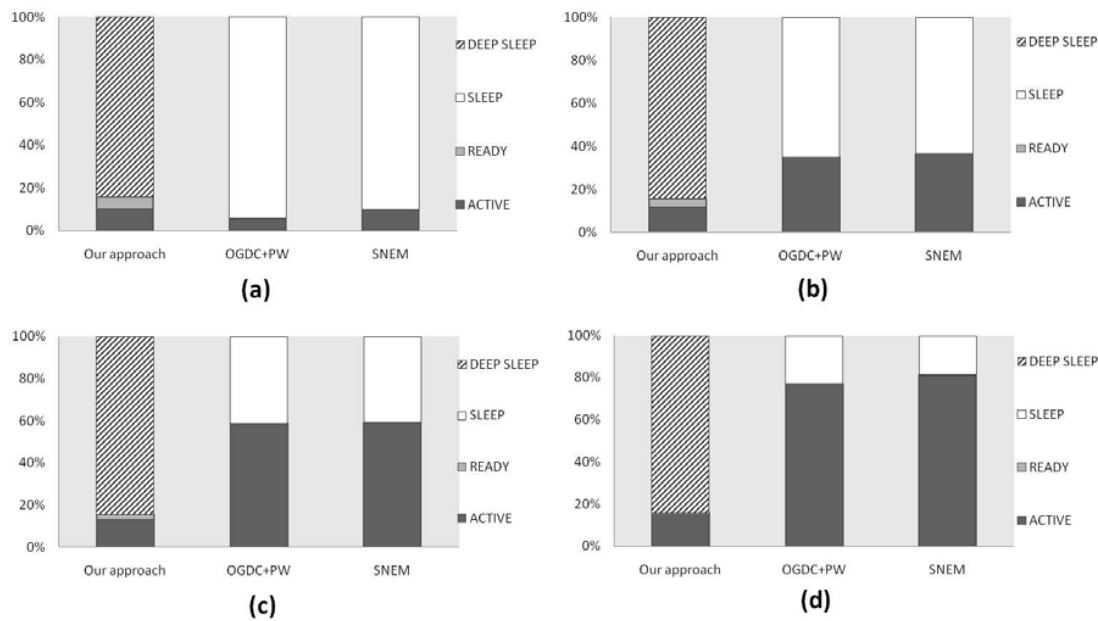 100%
80%
60%
40%
20%
0%
Our approach
OGDC+PW
SNEM
DEEP SLEEP
SLEEP
READY
ACTIVE
(a)
100%
80%
60%
40%
20%
0%
Our approach
OGDC+PW
SNEM
DEEP SLEEP
SLEEP
READY
ACTIVE
(b)
100%
80%
60%
40%
20%
0%
Our approach
OGDC+PW
SNEM
DEEP SLEEP
SLEEP
READY
ACTIVE
(c)
100%
80%
60%
40%
20%
0%
Our approach
OGDC+PW
SNEM
DEEP SLEEP
SLEEP
READY
ACTIVE
(d)